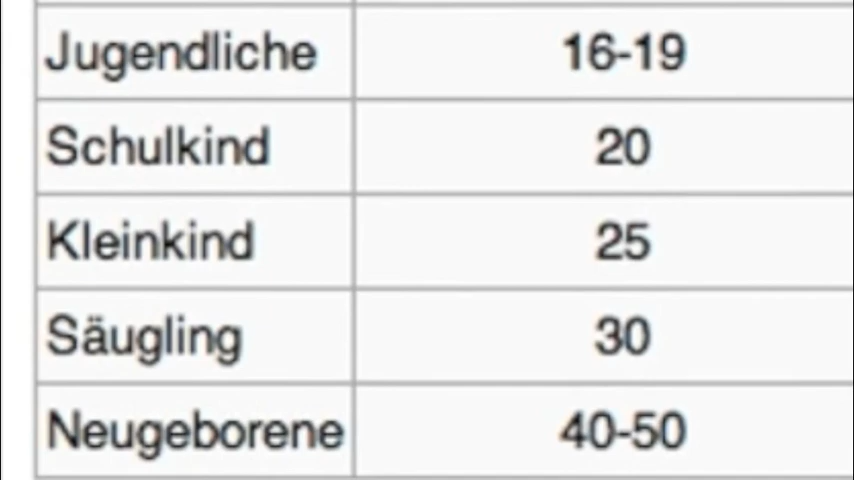 Jugendliche 16-19
Schulkind 20
Kleinkind 25
Säugling 30
Neugeborene 40-50